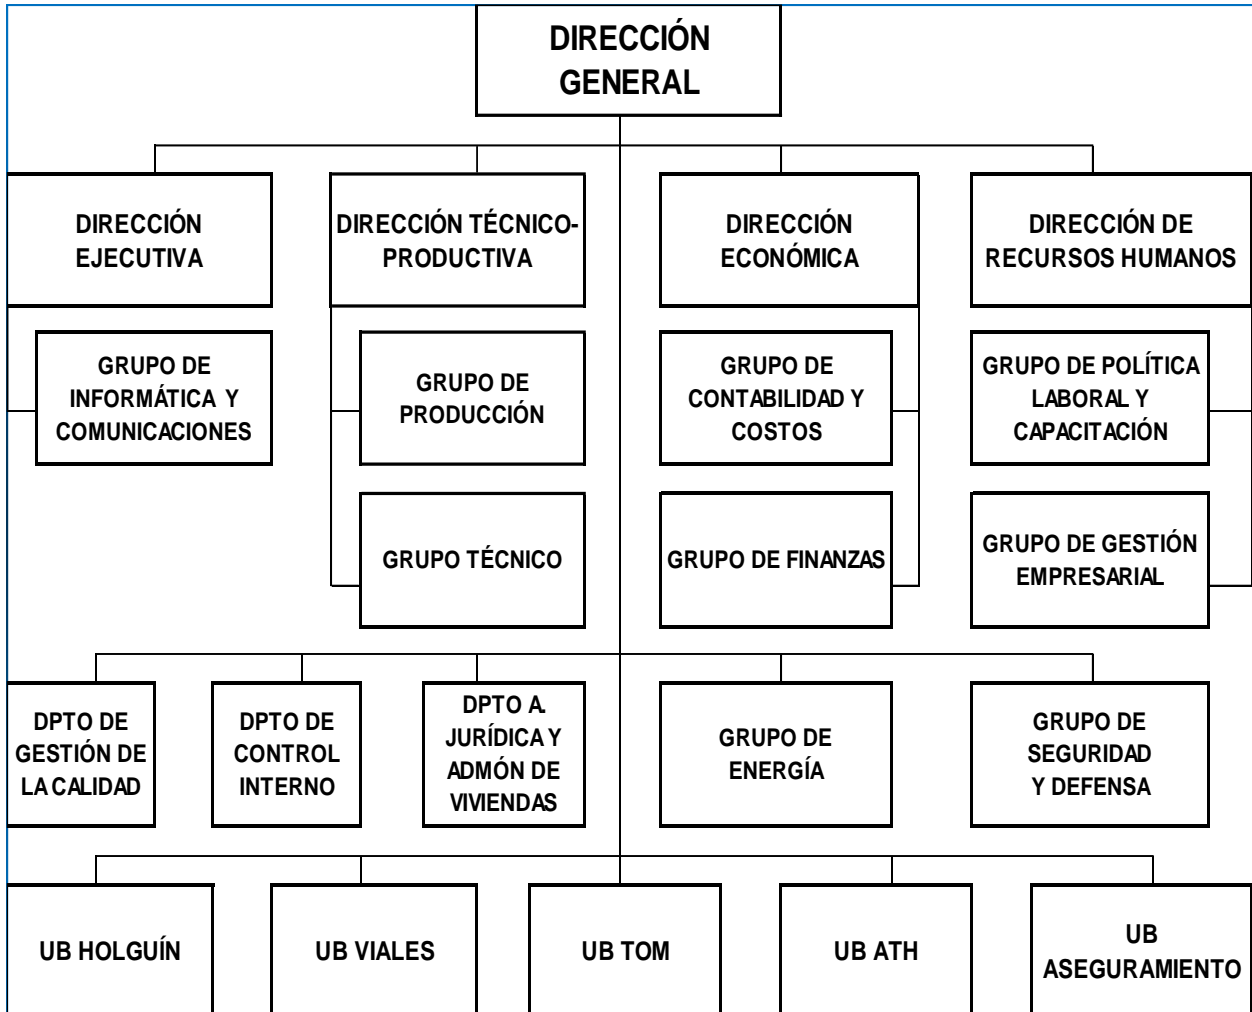 DIRECCIÓN
GENERAL
DIRECCIÓN
EJECUTIVA
DIRECCIÓN TÉCNICO-
PRODUCTIVA
DIRECCIÓN
ECONÓMICA
DIRECCIÓN DE
RECURSOS HUMANOS
GRUPO DE
INFORMÁTICA Y
COMUNICACIONES
GRUPO DE
PRODUCCIÓN
GRUPO DE
CONTABILIDAD Y
COSTOS
GRUPO DE POLÍTICA
LABORAL Y
CAPACITACIÓN
GRUPO TÉCNICO
GRUPO DE FINANZAS
GRUPO DE GESTIÓN
EMPRESARIAL
DPTO DE
GESTIÓN DE
LA CALIDAD
DPTO DE
CONTROL
INTERNO
DPTO A.
JURÍDICA Y
ADMÓN DE
VIVIENDAS
GRUPO DE
ENERGÍA
GRUPO DE
SEGURIDAD
Y DEFENSA
UB HOLGUÍN
UB VIALES
UB TOM
UB ATH
UB
ASEGURAMIENTO